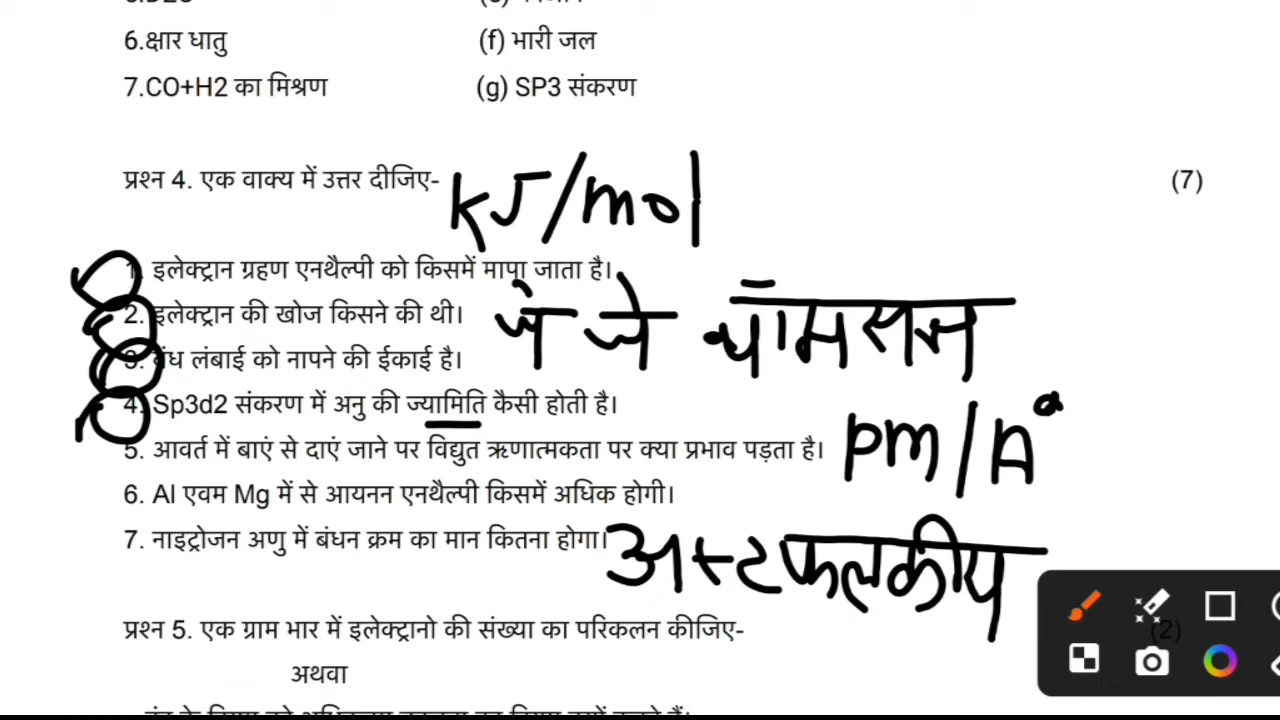 6.क्षार धातु (f) भारी जल
7.CO+H2 का मिश्रण (g) SP3 संकरण
प्रश्न 4. एक वाक्य में उत्तर दीजिए- (7)
kJ/mol
1. इलेक्ट्रान ग्रहण एनथैल्पी को किसमें मापा जाता है।
2. इलेक्ट्रान की खोज किसने की थी।
जे जे थॉमसन
3. बंध लंबाई को नापने की ईकाई है।
4. Sp3d2 संकरण में अनु की ज्यामिति कैसी होती है।
pm/A°
5. आवर्त में बाएं से दाएं जाने पर विद्युत ऋणात्मकता पर क्या प्रभाव पड़ता है।
6. Al एवम Mg में से आयनन एनथैल्पी किसमें अधिक होगी।
7. नाइट्रोजन अणु में बंधन क्रम का मान कितना होगा।
अस्टफलकीय
प्रश्न 5. एक ग्राम भार में इलेक्ट्रानो की संख्या का परिकलन कीजिए- (2)
अथवा